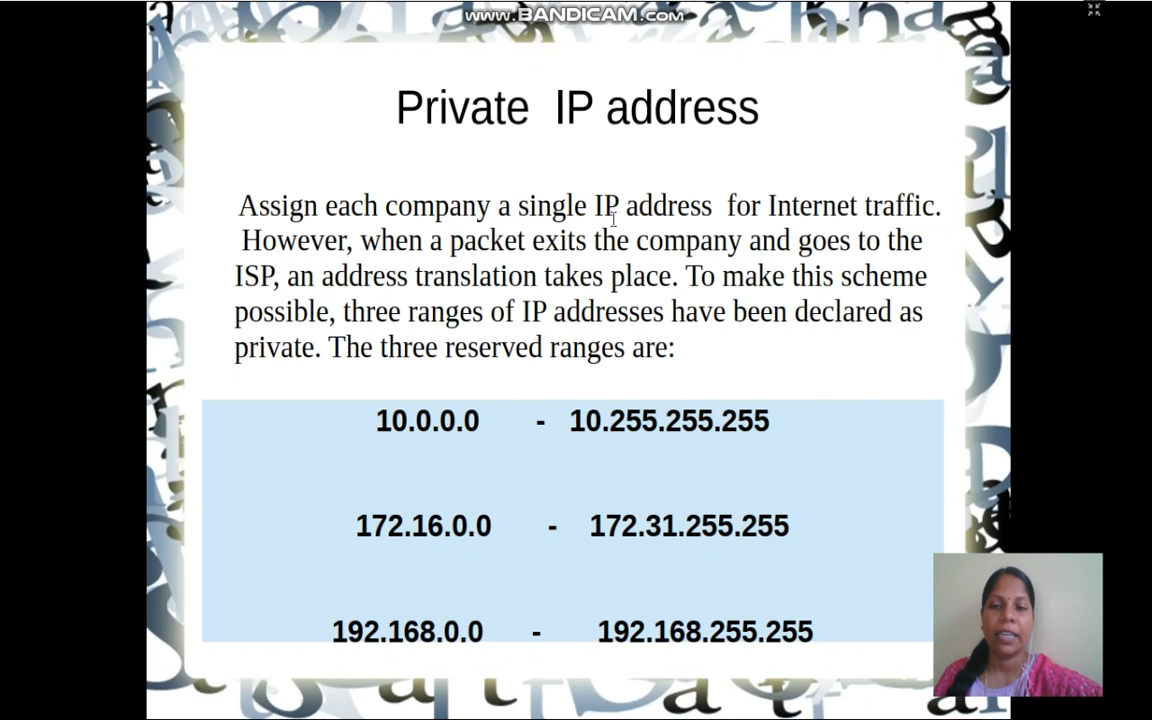 www.BANDICAM.com
Private IP address
Assign each company a single IP address for Internet traffic.
However, when a packet exits the company and goes to the
ISP, an address translation takes place. To make this scheme
possible, three ranges of IP addresses have been declared as
private. The three reserved ranges are:
10.0.0.0 - 10.255.255.255
172.16.0.0 - 172.31.255.255
192.168.0.0 - 192.168.255.255